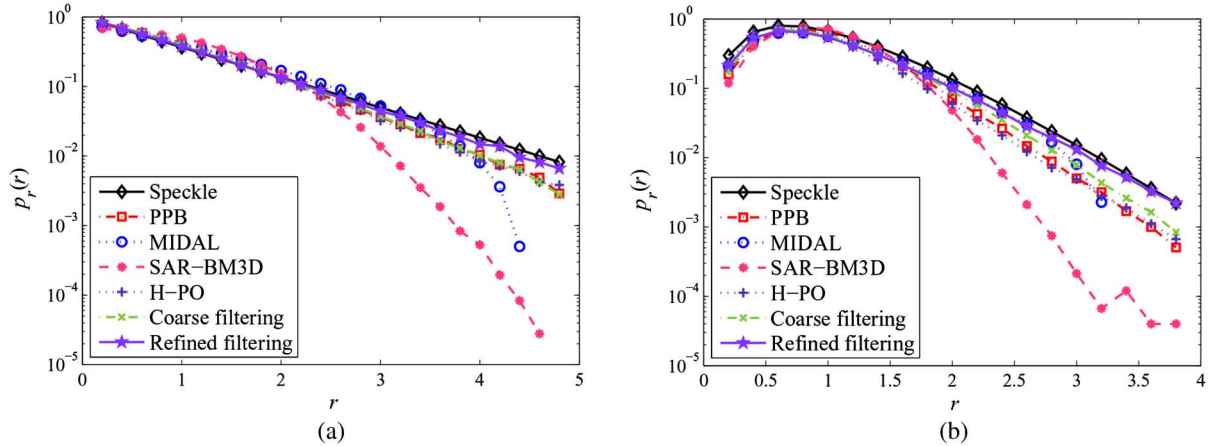 10^0
10^-1
10^-2
10^-3
10^-4
10^-5
p_r(r)
Speckle
PPB
MIDAL
SAR−BM3D
H−PO
Coarse filtering
Refined filtering
0 1 2 3 4 5
r
(a)
10^0
10^-1
10^-2
10^-3
10^-4
10^-5
p_r(r)
Speckle
PPB
MIDAL
SAR−BM3D
H−PO
Coarse filtering
Refined filtering
0 0.5 1 1.5 2 2.5 3 3.5 4
r
(b)